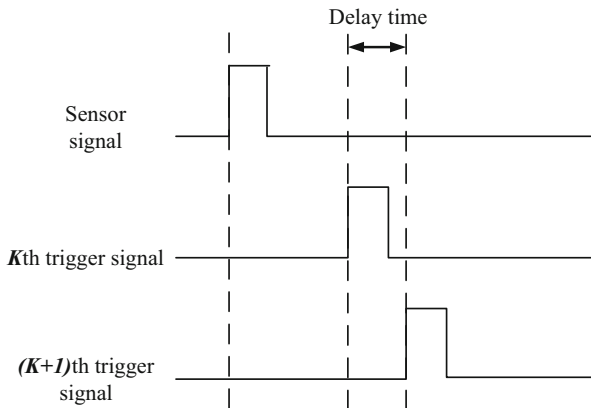 Delay time
Sensor
signal
Kth trigger signal
(K+1)th trigger
signal